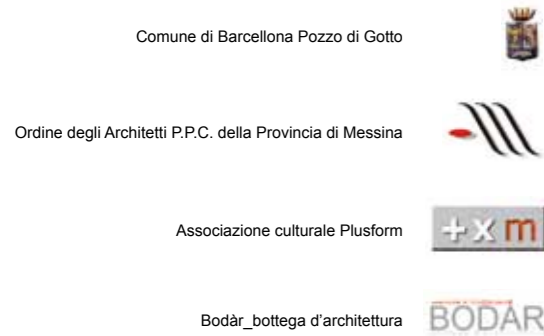 Comune di Barcellona Pozzo di Gotto
Ordine degli Architetti P.P.C. della Provincia di Messina
Associazione culturale Plusform
+xm
Bodàr_bottega d'architettura
BODAR